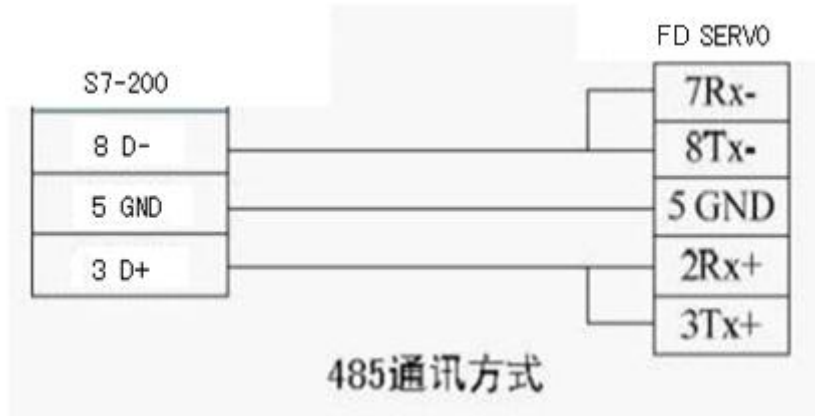 FD SERVO
S7-200
7Rx-
8 D-
8Tx-
5 GND
5 GND
3 D+
2Rx+
3Tx+
485通讯方式